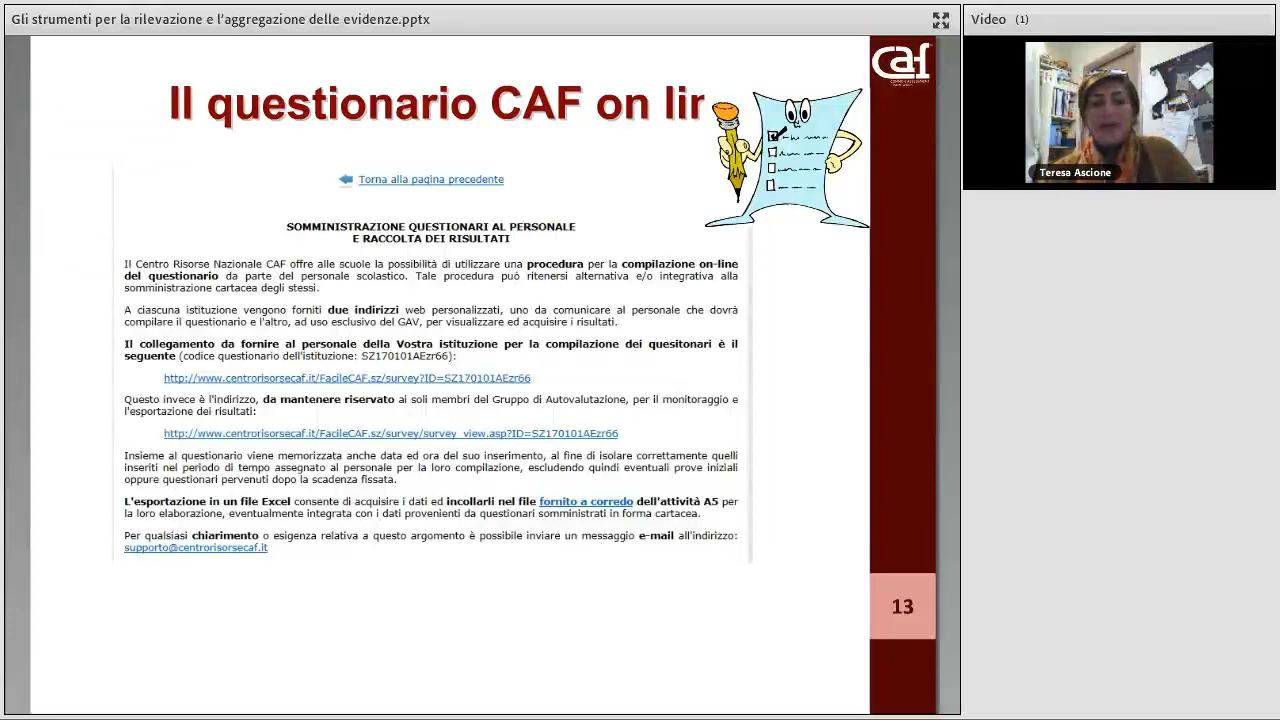 Gli strumenti per la rilevazione e l'aggregazione delle evidenze.pptx
Video (1)
caf
Il questionario CAF on lin
Teresa Ascione
Torna alla pagina precedente
SOMMINISTRAZIONE QUESTIONARI AL PERSONALE
E RACCOLTA DEI RISULTATI
Il Centro Risorse Nazionale CAF offre alle scuole la possibilità di utilizzare una procedura per la compilazione on-line
del questionario da parte del personale scolastico. Tale procedura può ritenersi alternativa e/o integrativa alla
somministrazione cartacea degli stessi.
A ciascuna istituzione vengono forniti due indirizzi web personalizzati, uno da comunicare al personale che dovrà
compilare il questionario e l'altro, ad uso esclusivo del GAV, per visualizzare ed acquisire i risultati.
Il collegamento da fornire al personale della Vostra istituzione per la compilazione dei quesitonari è il
seguente (codice questionario dell'istituzione: SZ170101AEzr66):
http://www.centrorisorsecaf.it/FacileCAF.sz/survey?ID=SZ170101AEzr66
Questo invece è l'indirizzo, da mantenere riservato ai soli membri del Gruppo di Autovalutazione, per il monitoraggio e
l'esportazione dei risultati:
http://www.centrorisorsecaf.it/FacileCAF.sz/survey/survey_view.asp?ID=SZ170101AEzr66
Insieme al questionario viene memorizzata anche data ed ora del suo inserimento, al fine di isolare correttamente quelli
inseriti nel periodo di tempo assegnato al personale per la loro compilazione, escludendo quindi eventuali prove iniziali
oppure questionari pervenuti dopo la scadenza fissata.
L'esportazione in un file Excel consente di acquisire i dati ed incollarli nel file fornito a corredo dell'attività A5 per
la loro elaborazione, eventualmente integrata con i dati provenienti da questionari somministrati in forma cartacea.
Per qualsiasi chiarimento o esigenza relativa a questo argomento è possibile inviare un messaggio e-mail all'indirizzo:
supporto@centrorisorsecaf.it
13